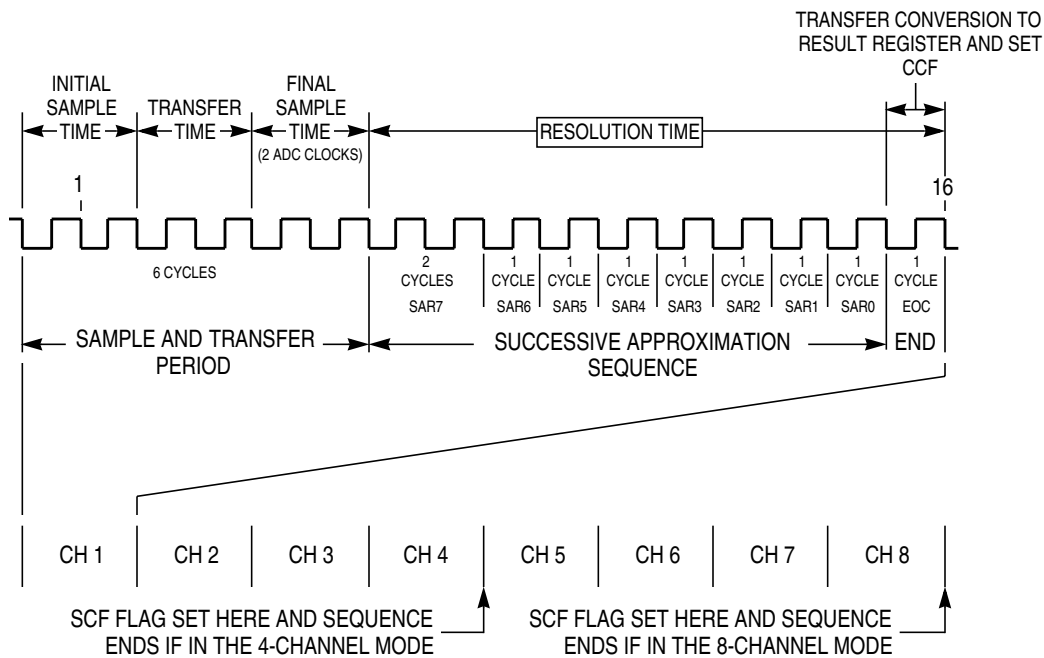 TRANSFER CONVERSION TO
RESULT REGISTER AND SET
CCF
INITIAL
SAMPLE
TIME
TRANSFER
TIME
FINAL
SAMPLE
TIME
(2 ADC CLOCKS)
RESOLUTION TIME
1
16
6 CYCLES
2
CYCLES
SAR7
1
CYCLE
SAR6
1
CYCLE
SAR5
1
CYCLE
SAR4
1
CYCLE
SAR3
1
CYCLE
SAR2
1
CYCLE
SAR1
1
CYCLE
SAR0
1
CYCLE
EOC
SAMPLE AND TRANSFER
PERIOD
SUCCESSIVE APPROXIMATION
SEQUENCE
END
CH 1
CH 2
CH 3
CH 4
CH 5
CH 6
CH 7
CH 8
SCF FLAG SET HERE AND SEQUENCE
ENDS IF IN THE 4-CHANNEL MODE
SCF FLAG SET HERE AND SEQUENCE
ENDS IF IN THE 8-CHANNEL MODE